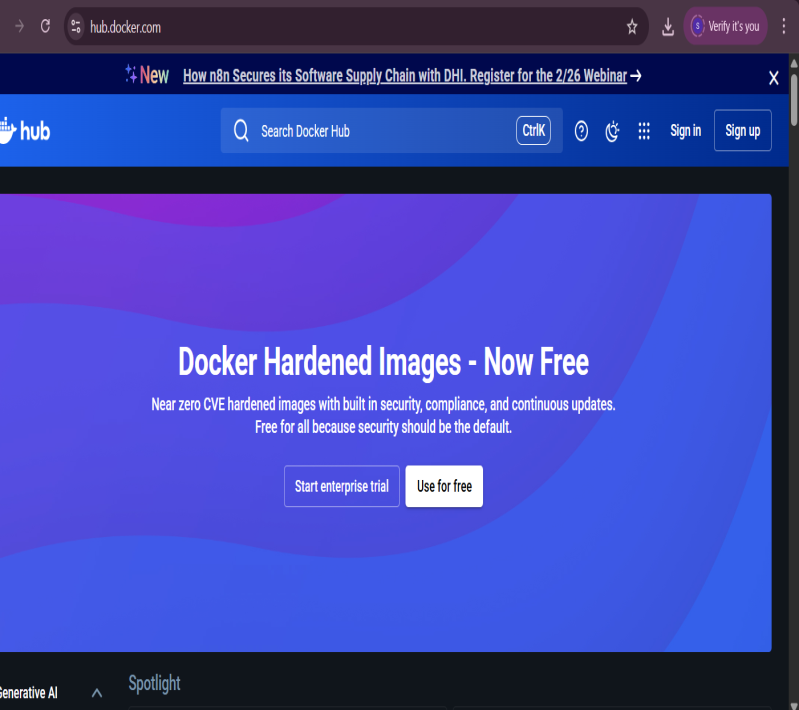 hub.docker.com
S
Verify it's you
New How n8n Secures its Software Supply Chain with DHI. Register for the 2/26 Webinar
hub
Search Docker Hub
CtrlK
Sign in
Sign up
Docker Hardened Images - Now Free
Near zero CVE hardened images with built in security, compliance, and continuous updates.
Free for all because security should be the default.
Start enterprise trial
Use for free
Generative AI
Spotlight